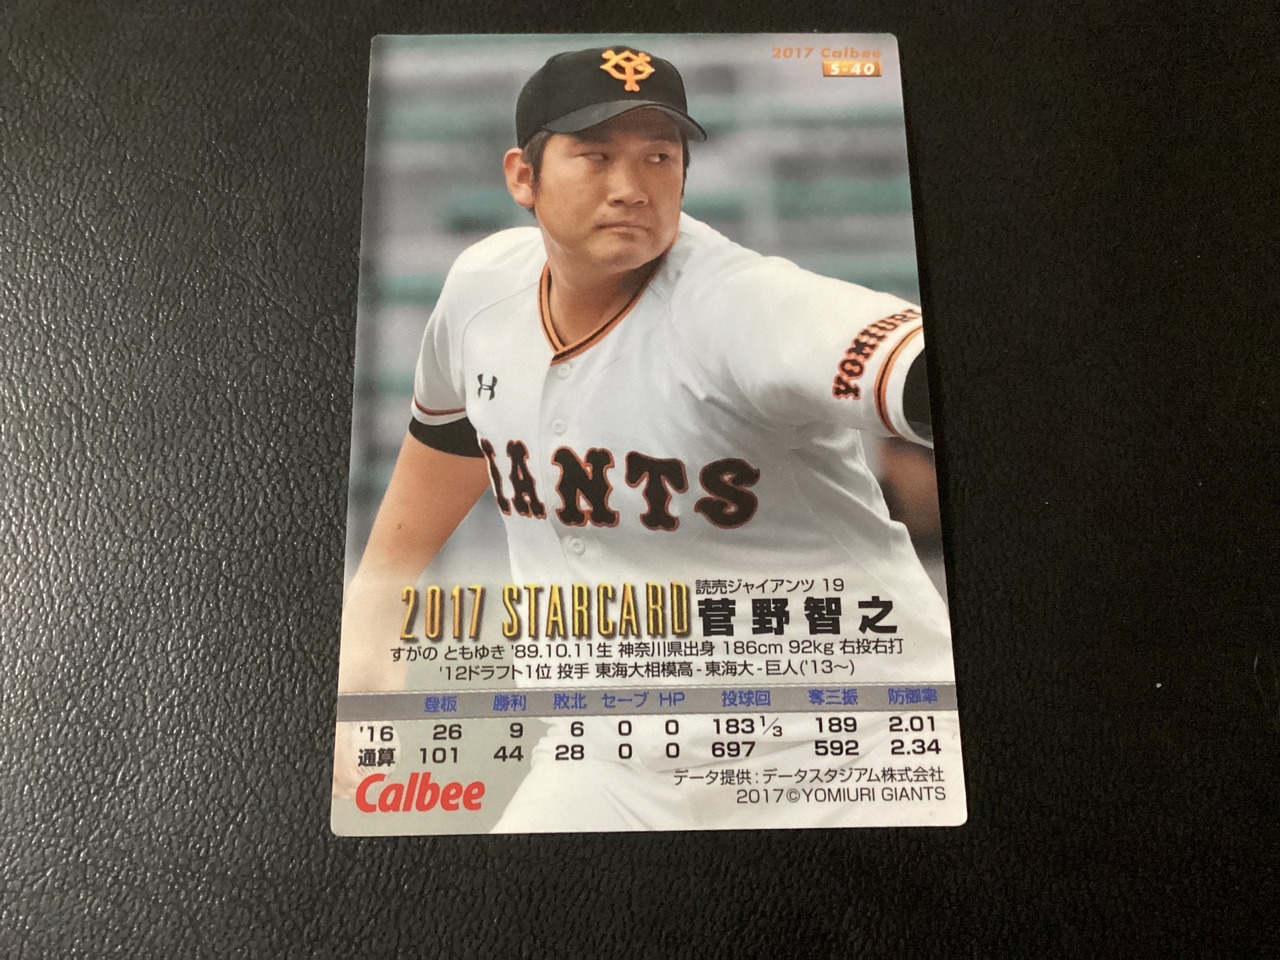 2017 Calbee
S-40
YOMIURI
IANTS
2017 STARCARD
読売ジャイアンツ 19
菅野智之
すがの ともゆき '89.10.11生 神奈川県出身 186cm 92kg 右投右打
'12ドラフト1位 投手 東海大相模高-東海大-巨人('13〜)
登板 勝利 敗北 セーブ HP 投球回 奪三振 防御率
'16 26 9 6 0 0 183 1/3 189 2.01
通算 101 44 28 0 0 697 592 2.34
Calbee
データ提供:データスタジアム株式会社
2017©YOMIURI GIANTS